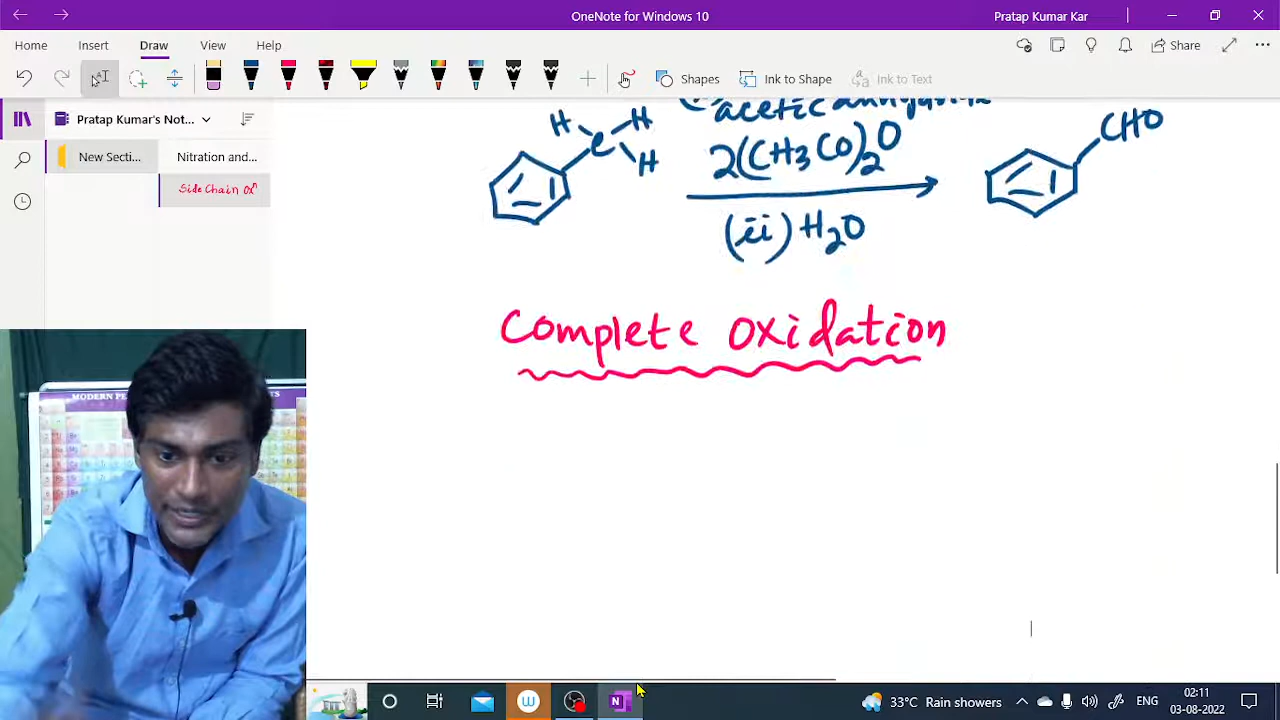 OneNote for Windows 10
Pratap Kumar Kar
Home Insert Draw View Help
Share
Shapes
Ink to Shape
Ink to Text
Pratap Kumar's Not...
New Secti...
Nitration and...
Side Chain Oxn
acetic
H H H C
2(CH3CO)2O
(ii) H2O
CHO
Complete oxidation
MODERN
33°C Rain showers
ENG
02:11
03-08-2022